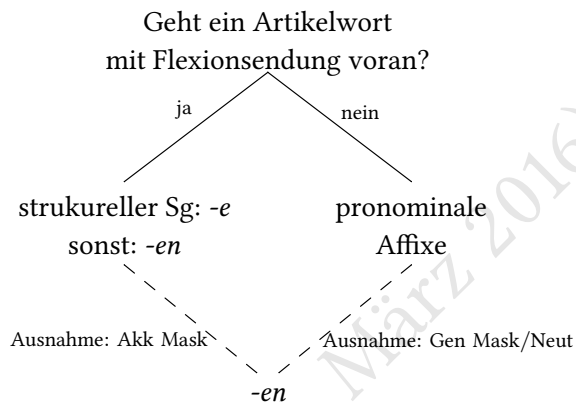 Geht ein Artikelwort
mit Flexionsendung voran?
ja
nein
strukureller Sg: -e
sonst: -en
pronominale
Affixe
Ausnahme: Akk Mask
Ausnahme: Gen Mask/Neut
-en
März 2016)